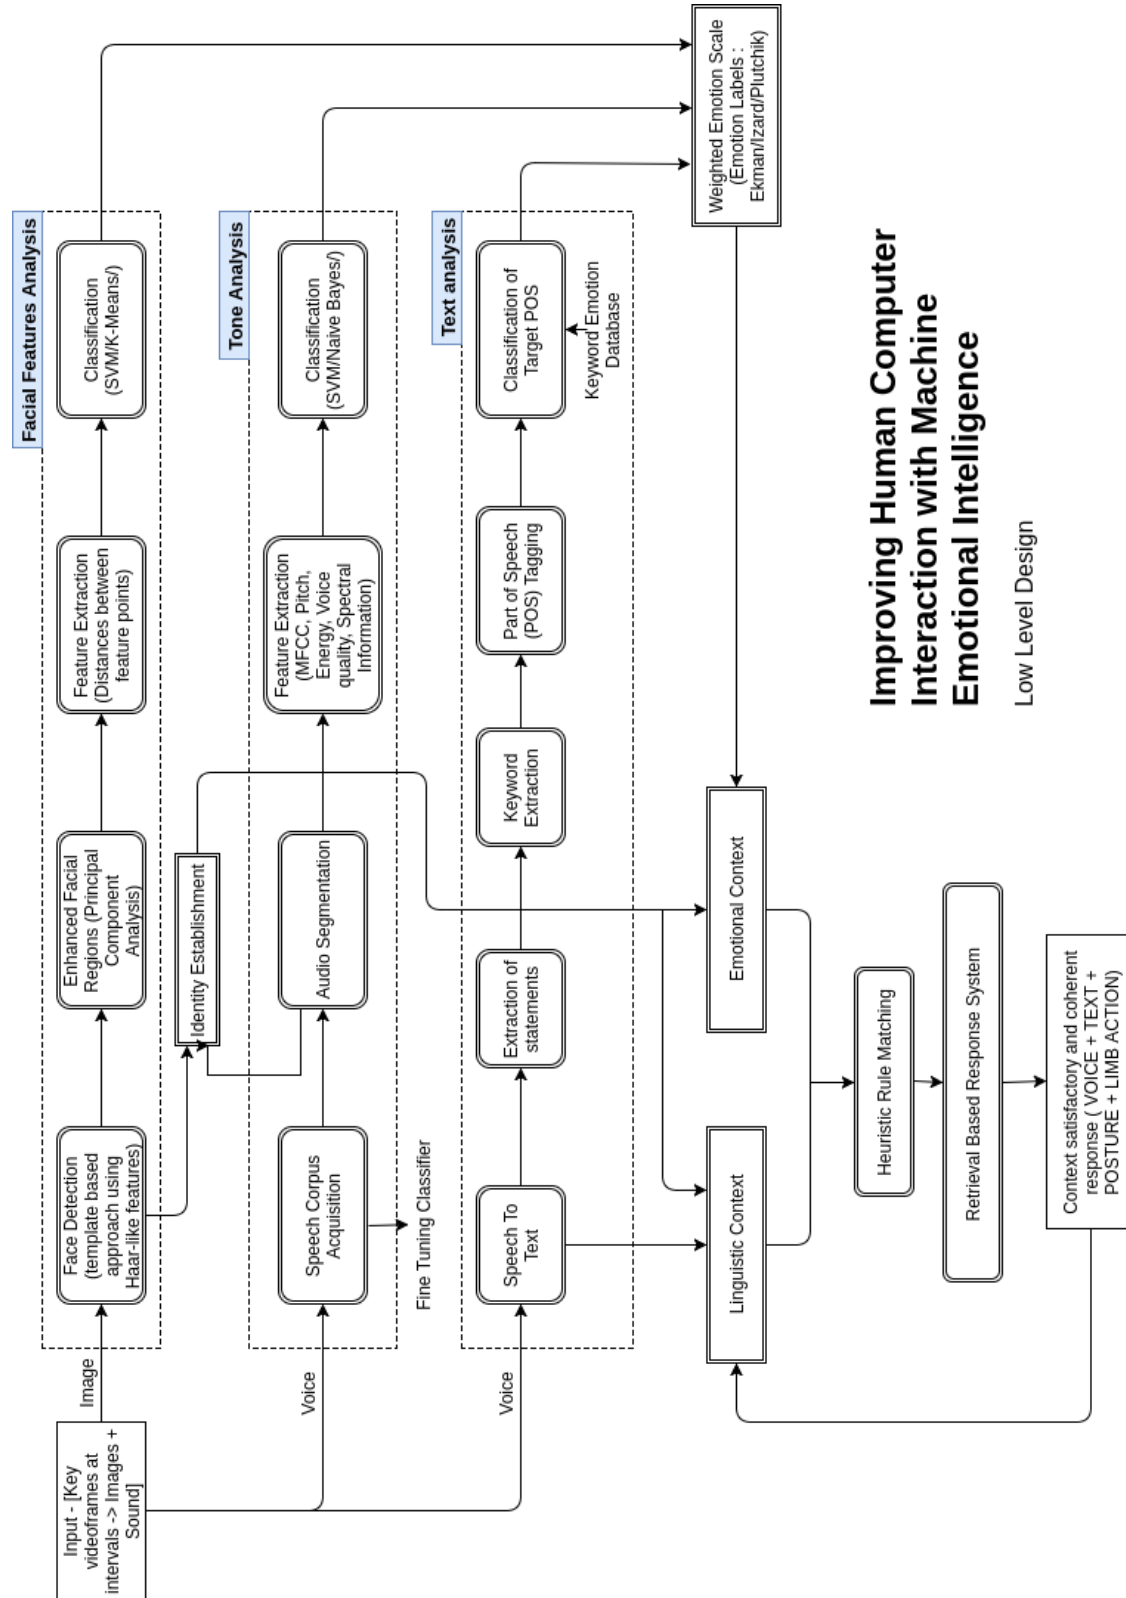 Facial Features Analysis
Input - [Key
videoframes at
intervals -> Images +
Sound]
Image
Face Detection
(template based
approach using
Haar-like features)
Enhanced Facial
Regions (Principal
Component
Analysis)
Feature Extraction
(Distances between
feature points)
Classification
(SVM/K-Means/)
Identity Establishment
Tone Analysis
Voice
Speech Corpus
Acquisition
Audio Segmentation
Feature Extraction
(MFCC, Pitch,
Energy, Voice
quality, Spectral
Information)
Classification
(SVM/Naive Bayes/)
Fine Tuning Classifier
Text analysis
Voice
Speech To
Text
Extraction of
statements
Keyword
Extraction
Part of Speech
(POS) Tagging
Classification of
Target POS
Keyword Emotion
Database
Weighted Emotion Scale
(Emotion Labels :
Ekman/Izard/Plutchik)
Linguistic Context
Emotional Context
Heuristic Rule Matching
Retrieval Based Response System
Context satisfactory and coherent
response ( VOICE + TEXT +
POSTURE + LIMB ACTION)
Improving Human Computer
Interaction with Machine
Emotional Intelligence
Low Level Design